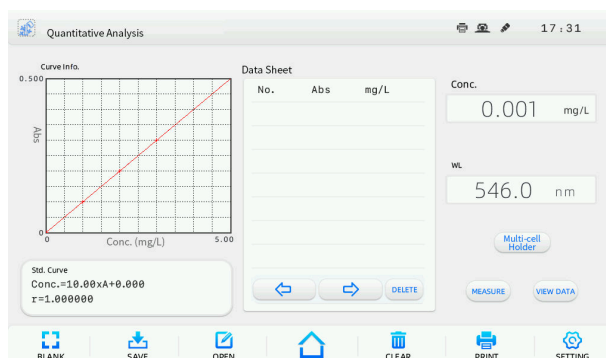 Quantitative Analysis
17:31
Curve Info.
0.500
Abs
0
0
Conc. (mg/L)
5.00
Std. Curve
Conc.=10.00xA+0.000
r=1.000000
Data Sheet
No. Abs mg/L
DELETE
Conc.
0.001 mg/L
WL
546.0 nm
Multi-cell
Holder
MEASURE
VIEW DATA
BLANK
SAVE
OPEN
CLEAR
PRINT
SETTING